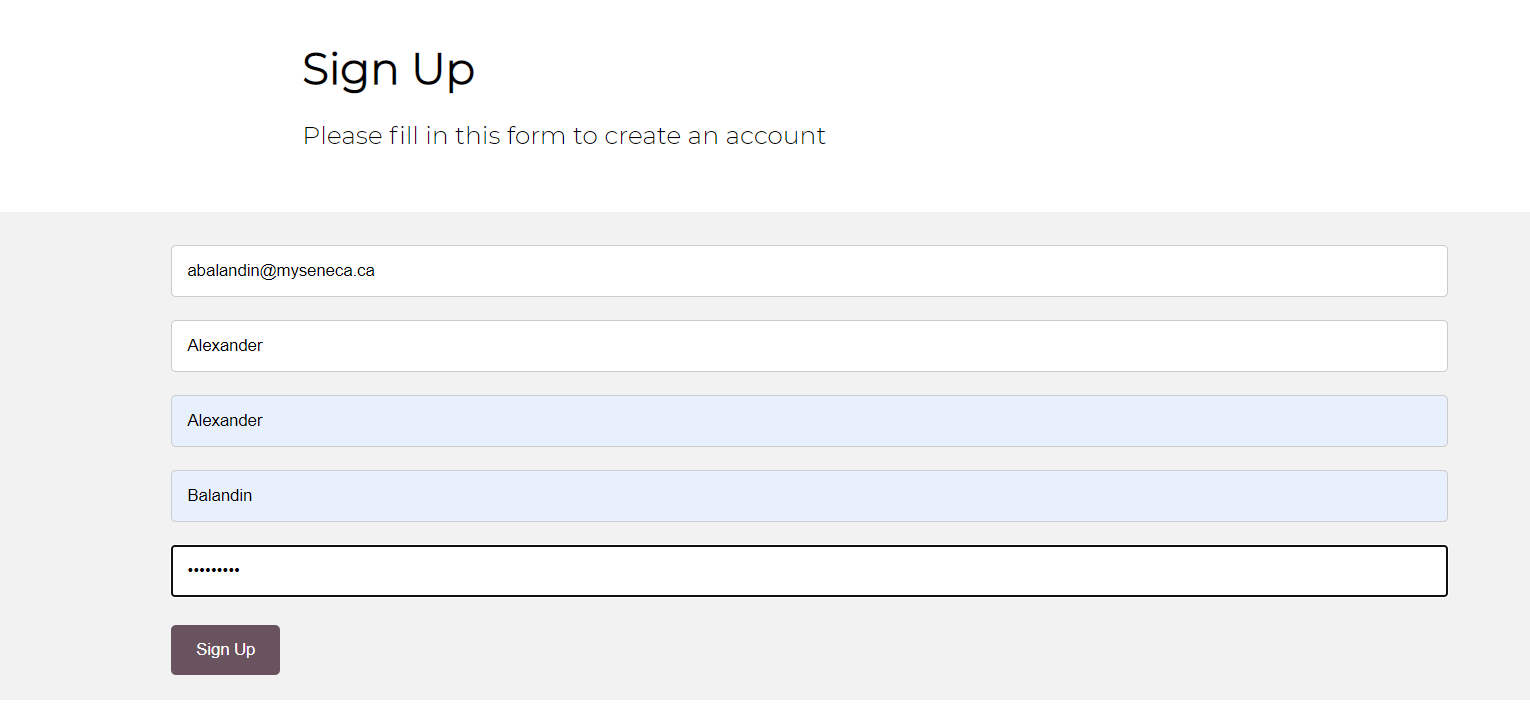 Sign Up
Please fill in this form to create an account
abalandin@myseneca.ca
Alexander
Alexander
Balandin
•••••••••
Sign Up